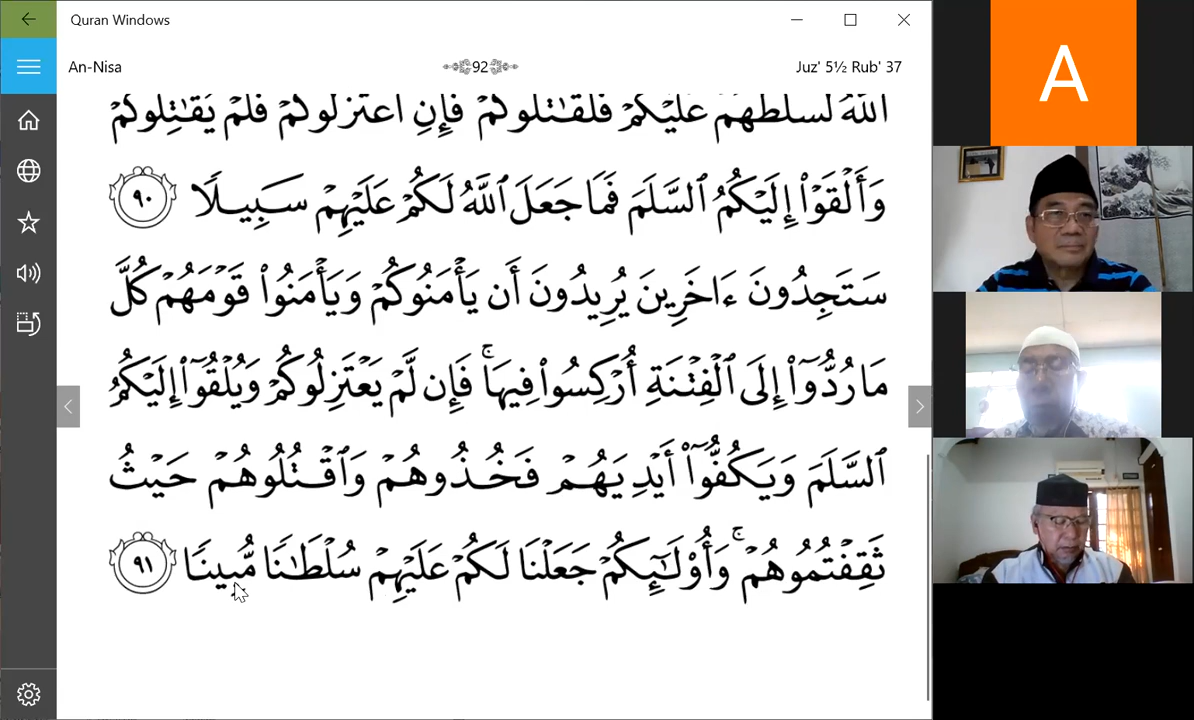 Quran Windows
An-Nisa
92
Juz' 5½ Rub' 37
ٱللَّهُ لَسَلَّطَهُمْ عَلَيْكُمْ فَلَقَـٰتَلُوكُمْ فَإِنِ ٱعْتَزَلُوكُمْ فَلَمْ يُقَـٰتِلُوكُمْ
وَأَلْقَوْا۟ إِلَيْكُمُ ٱلسَّلَمَ فَمَا جَعَلَ ٱللَّهُ لَكُمْ عَلَيْهِمْ سَبِيلًا ٩٠
سَتَجِدُونَ ءَاخَرِينَ يُرِيدُونَ أَن يَأْمَنُوكُمْ وَيَأْمَنُوا۟ قَوْمَهُمْ كُلَّ
مَا رُدُّوٓا۟ إِلَى ٱلْفِتْنَةِ أُرْكِسُوا۟ فِيهَا ۚ فَإِن لَّمْ يَعْتَزِلُوكُمْ وَيُلْقُوٓا۟ إِلَيْكُمُ
ٱلسَّلَمَ وَيَكُفُّوٓا۟ أَيْدِيَهُمْ فَخُذُوهُمْ وَٱقْتُلُوهُمْ حَيْثُ
ثَقِفْتُمُوهُمْ ۚ وَأُو۟لَـٰٓئِكُمْ جَعَلْنَا لَكُمْ عَلَيْهِمْ سُلْطَـٰنًا مُّبِينًا ٩١
A